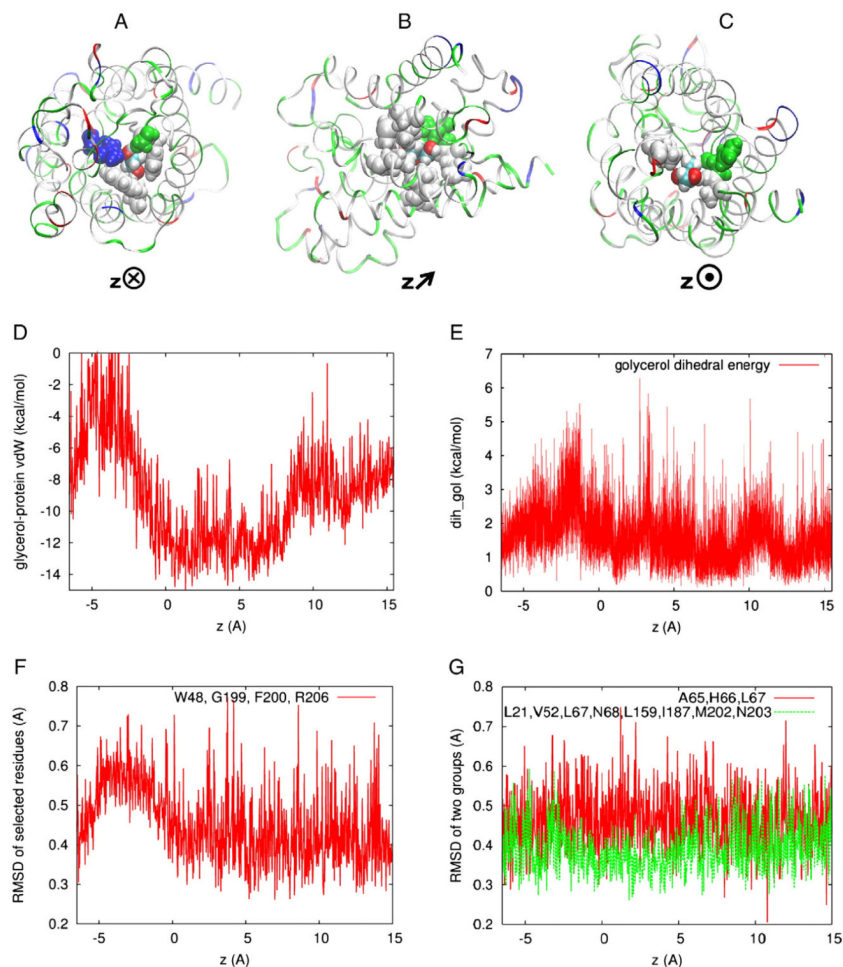 A B C
z⊗ z↗ z⊙
D
glycerol-protein vdW (kcal/mol)
0
-2
-4
-6
-8
-10
-12
-14
-5 0 5 10 15
z (A)
E
golycerol dihedral energy
dih_gol (kcal/mol)
7
6
5
4
3
2
1
0
-5 0 5 10 15
z (A)
F
W48, G199, F200, R206
RMSD of selected residues (A)
0.8
0.7
0.6
0.5
0.4
0.3
0.2
-5 0 5 10 15
z (A)
G
A65,H66,L67
L21,V52,L67,N68,L159,I187,M202,N203
RMSD of two groups (A)
0.8
0.7
0.6
0.5
0.4
0.3
0.2
-5 0 5 10 15
z (A)